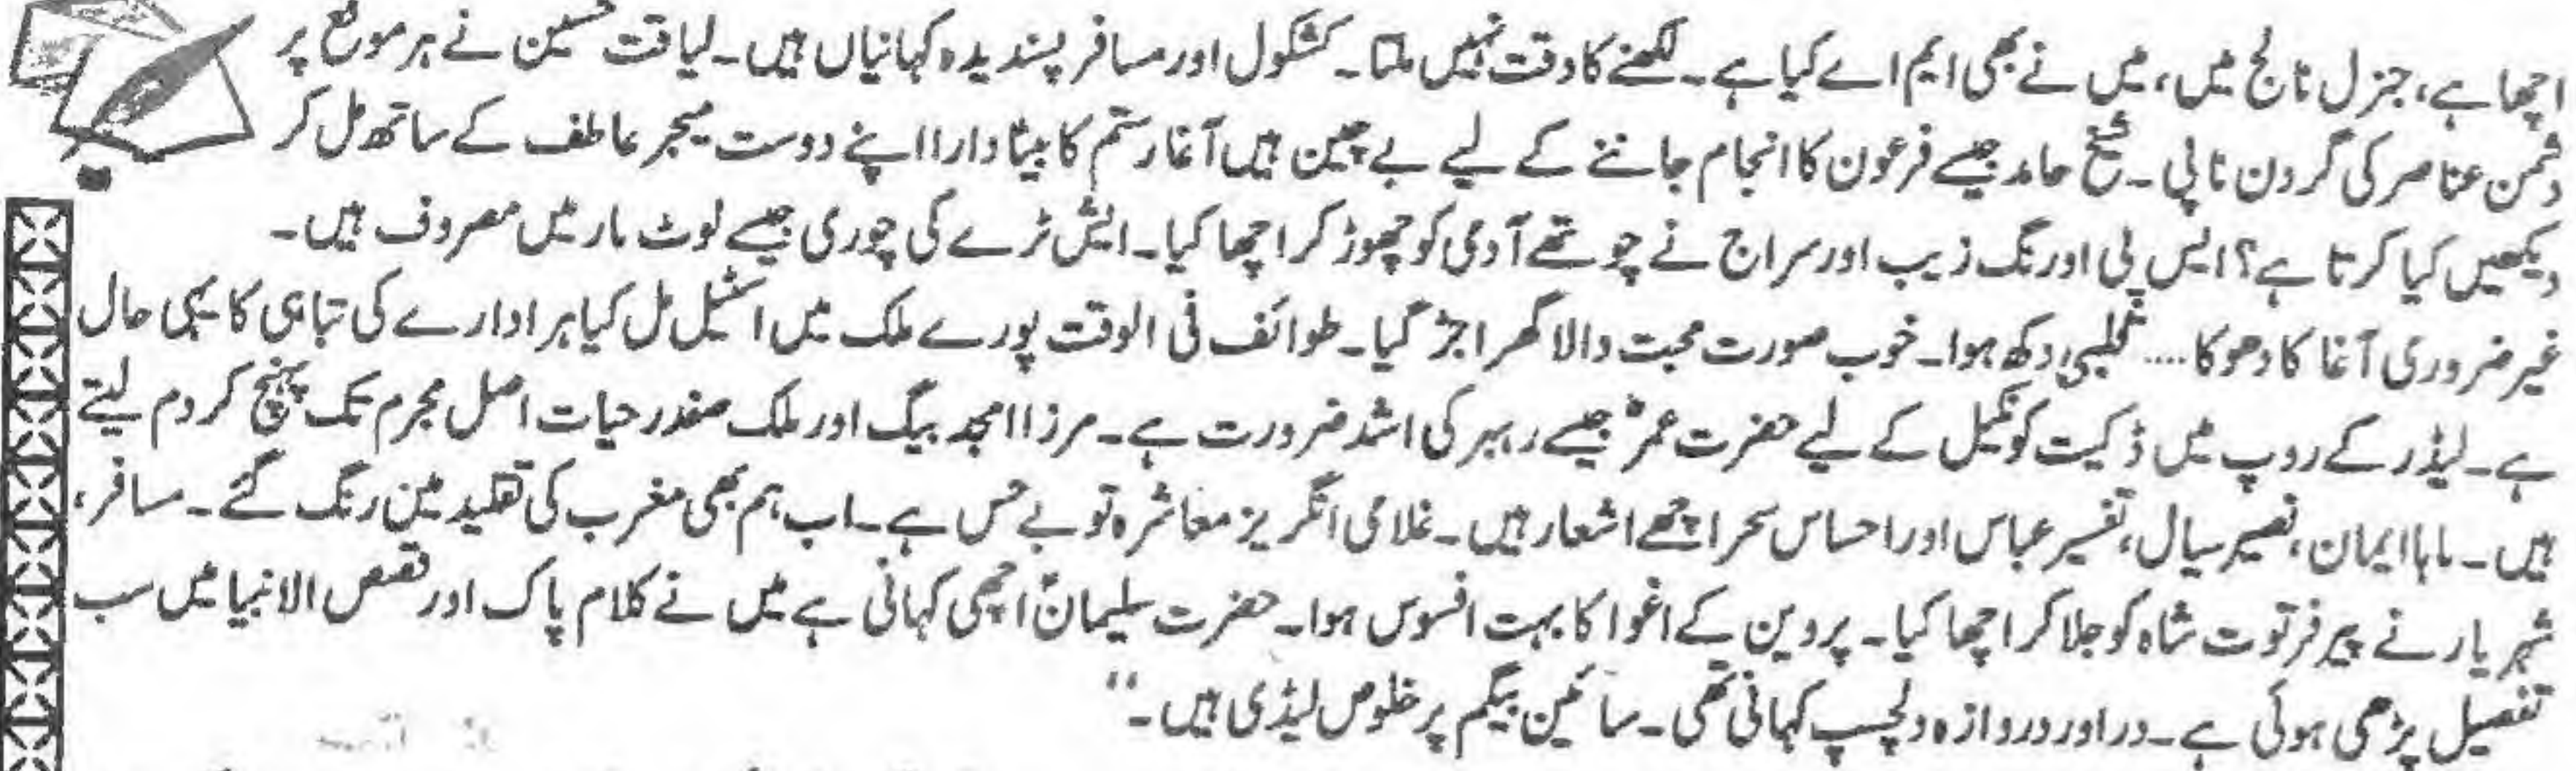 اچھا ہے، جنرل نالج میں، میں نے بھی ایم اے کیا ہے۔ لکھنے کا وقت نہیں ملتا۔ کشکول اور مسافر پسندیدہ کہانیاں ہیں۔ لیاقت حسین نے ہر موقع پر
دشمن عناصر کی گردن ناپی۔ شیخ حامد جیسے فرعون کا انجام جاننے کے لیے بے چین ہیں آغا رستم کا بیٹا دارا اپنے دوست میجر عاطف کے ساتھ مل کر
دیکھیں کیا کرتا ہے؟ ایس پی اورنگ زیب اور سراج نے چوتھے آدمی کو چھوڑ کر اچھا کیا۔ ایش ٹرے کی چوری جیسے لوٹ مار میں مصروف ہیں۔
غیر ضروری آغا کا دھوکا.... قلبی دکھ ہوا۔ خوب صورت محبت والا گھر اجڑ گیا۔ طوائف فی الوقت پورے ملک میں اسٹیل مل کیا ہر ادارے کی تباہی کا یہی حال
ہے۔ لیڈر کے روپ میں ڈکیت کو نکیل کے لیے حضرت عمرؓ جیسے رہبر کی اشد ضرورت ہے۔ مرزا امجد بیگ اور ملک صفدر حیات اصل مجرم تک پہنچ کر دم لیتے
ہیں۔ ماہا ایمان، نصیر سیال، تفسیر عباس اور احساس سحر اچھے اشعار ہیں۔ غلامی انگریز معاشرہ تو بے حس ہے۔ اب ہم بھی مغرب کی تقلید میں رنگ گئے۔ مسافر،
شہریار نے پیر فرتوت شاہ کو جلا کر اچھا کیا۔ پروین کے اغوا کا بہت افسوس ہوا۔ حضرت سلیمانؑ اچھی کہانی ہے میں نے کلام پاک اور قصص الانبیا میں سب
تفصیل پڑھی ہوئی ہے۔ در اور دروازہ دلچسپ کہانی تھی۔ سائمین بیگم پر خلوص لیڈی ہیں۔“